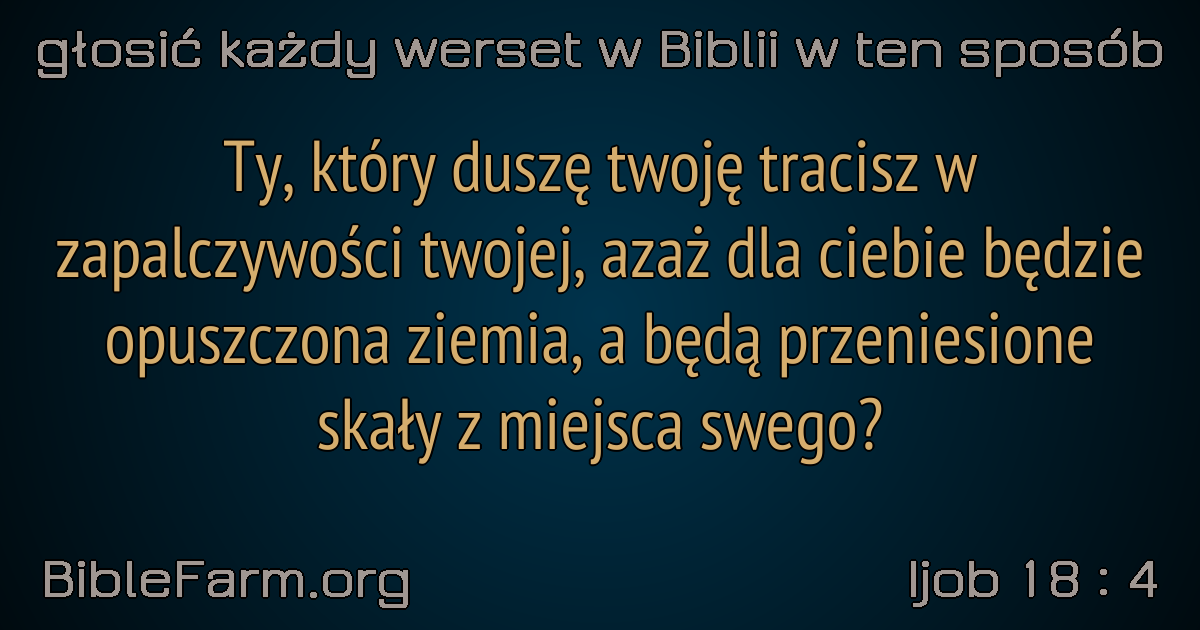 głosić każdy werset w Biblii w ten sposób
Ty, który duszę twoję tracisz w
zapalczywości twojej, azaż dla ciebie będzie
opuszczona ziemia, a będą przeniesione
skały z miejsca swego?
BibleFarm.org
Ijob 18 : 4